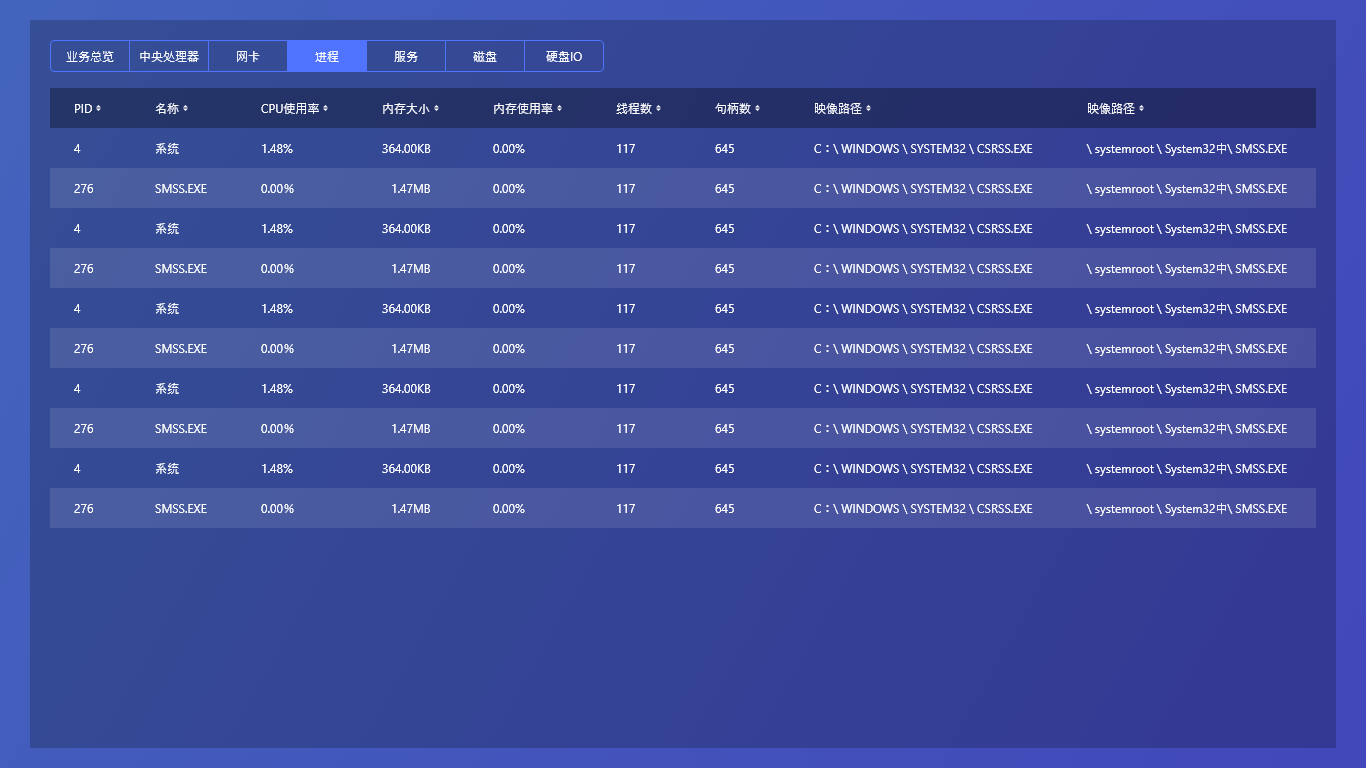 业务总览 中央处理器 网卡 进程 服务 磁盘 硬盘IO
PID 名称 CPU使用率 内存大小 内存使用率 线程数 句柄数 映像路径 映像路径
4 系统 1.48% 364.00KB 0.00% 117 645 C：\ WINDOWS \ SYSTEM32 \ CSRSS.EXE \ systemroot \ System32中\ SMSS.EXE
276 SMSS.EXE 0.00% 1.47MB 0.00% 117 645 C：\ WINDOWS \ SYSTEM32 \ CSRSS.EXE \ systemroot \ System32中\ SMSS.EXE
4 系统 1.48% 364.00KB 0.00% 117 645 C：\ WINDOWS \ SYSTEM32 \ CSRSS.EXE \ systemroot \ System32中\ SMSS.EXE
276 SMSS.EXE 0.00% 1.47MB 0.00% 117 645 C：\ WINDOWS \ SYSTEM32 \ CSRSS.EXE \ systemroot \ System32中\ SMSS.EXE
4 系统 1.48% 364.00KB 0.00% 117 645 C：\ WINDOWS \ SYSTEM32 \ CSRSS.EXE \ systemroot \ System32中\ SMSS.EXE
276 SMSS.EXE 0.00% 1.47MB 0.00% 117 645 C：\ WINDOWS \ SYSTEM32 \ CSRSS.EXE \ systemroot \ System32中\ SMSS.EXE
4 系统 1.48% 364.00KB 0.00% 117 645 C：\ WINDOWS \ SYSTEM32 \ CSRSS.EXE \ systemroot \ System32中\ SMSS.EXE
276 SMSS.EXE 0.00% 1.47MB 0.00% 117 645 C：\ WINDOWS \ SYSTEM32 \ CSRSS.EXE \ systemroot \ System32中\ SMSS.EXE
4 系统 1.48% 364.00KB 0.00% 117 645 C：\ WINDOWS \ SYSTEM32 \ CSRSS.EXE \ systemroot \ System32中\ SMSS.EXE
276 SMSS.EXE 0.00% 1.47MB 0.00% 117 645 C：\ WINDOWS \ SYSTEM32 \ CSRSS.EXE \ systemroot \ System32中\ SMSS.EXE